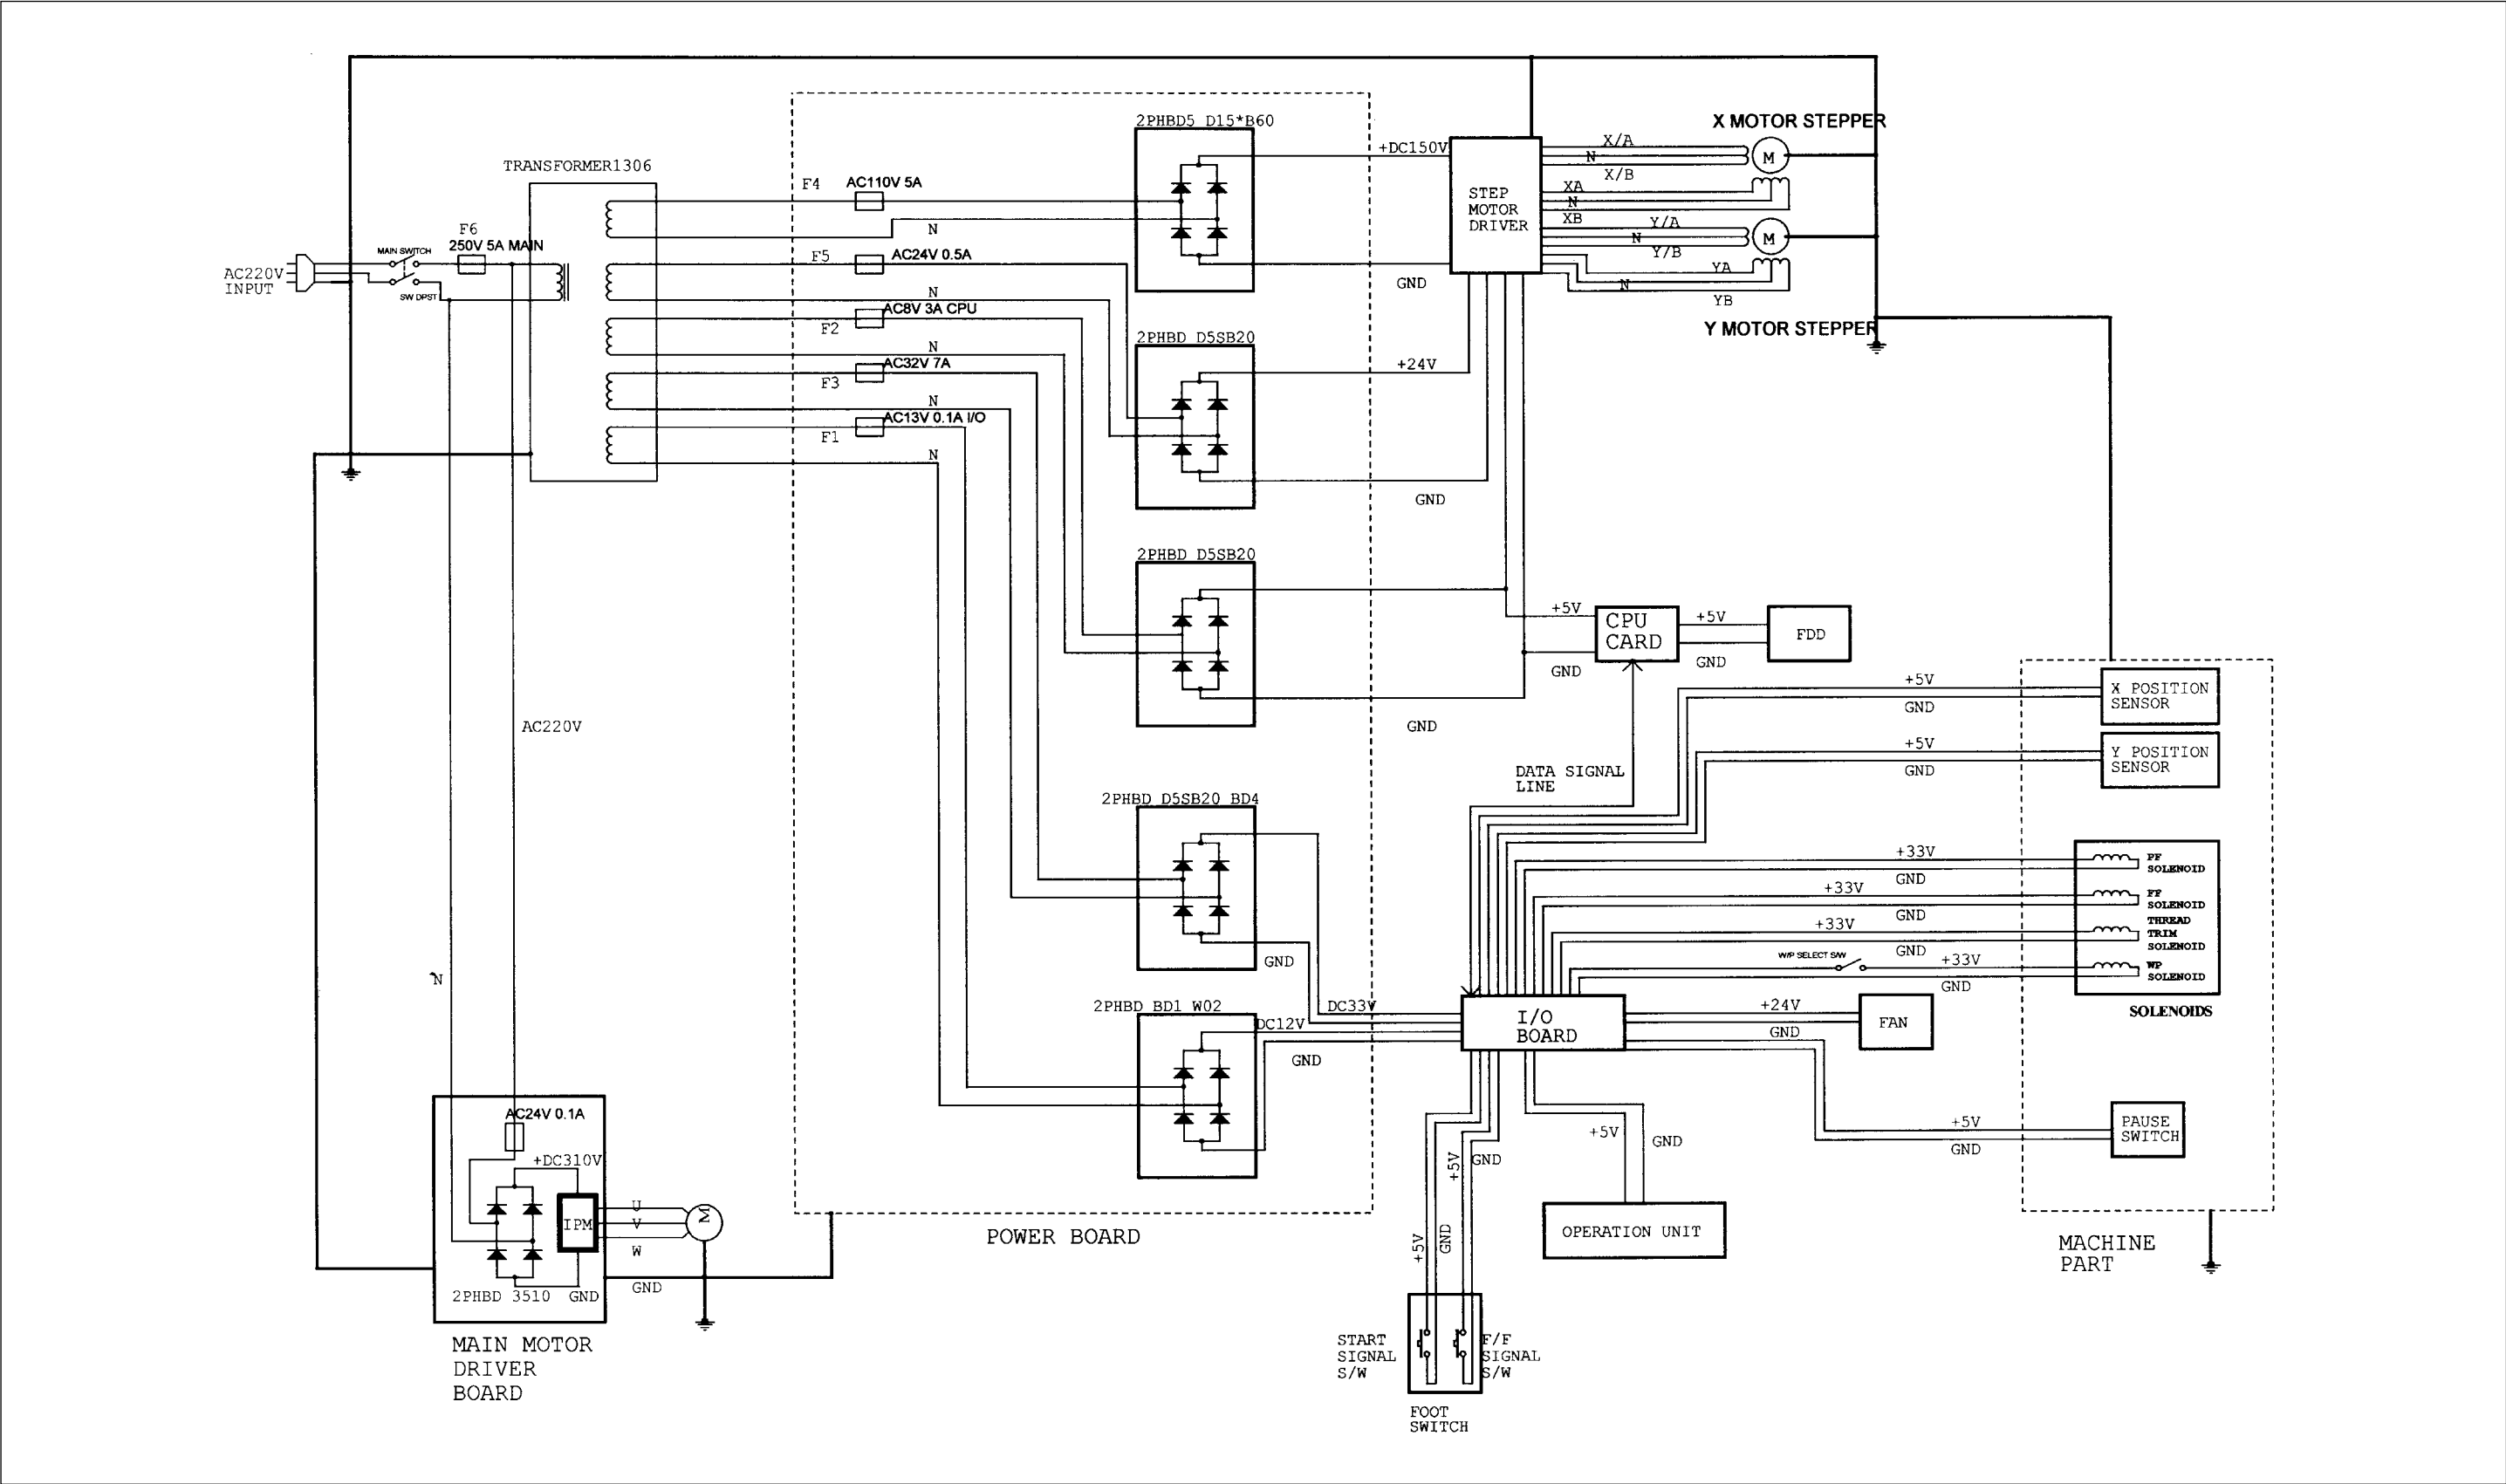 2PHBD5 D15*B60
X MOTOR STEPPER
+DC150V
X/A
N
X/B
M
TRANSFORMER1306
F4
AC110V 5A
N
STEP
MOTOR
DRIVER
XA
N
XB
Y/A
N
Y/B
M
YA
N
YB
Y MOTOR STEPPER
F6
250V 5A MAIN
MAIN SWITCH
AC220V
INPUT
SW DPST
F5
AC24V 0.5A
N
GND
AC8V 3A CPU
F2
N
2PHBD D5SB20
+24V
AC32V 7A
F3
N
AC13V 0.1A I/O
F1
N
GND
2PHBD D5SB20
+5V
CPU
CARD
+5V
FDD
GND
GND
GND
AC220V
+5V
X POSITION
SENSOR
GND
+5V
Y POSITION
SENSOR
GND
DATA SIGNAL
LINE
2PHBD D5SB20 BD4
+33V
PF
SOLENOID
GND
+33V
FF
SOLENOID
GND
+33V
THREAD
TRIM
SOLENOID
GND
W/P SELECT S/W
+33V
WP
SOLENOID
GND
SOLENOIDS
N
GND
2PHBD BD1 W02
DC33V
DC12V
GND
I/O
BOARD
+24V
GND
FAN
+5V
GND
PAUSE
SWITCH
AC24V 0.1A
+DC310V
IPM
U
V
W
M
GND
2PHBD 3510
GND
MAIN MOTOR
DRIVER
BOARD
POWER BOARD
+5V
GND
+5V
GND
+5V
GND
OPERATION UNIT
MACHINE
PART
START
SIGNAL
S/W
F/F
SIGNAL
S/W
FOOT
SWITCH